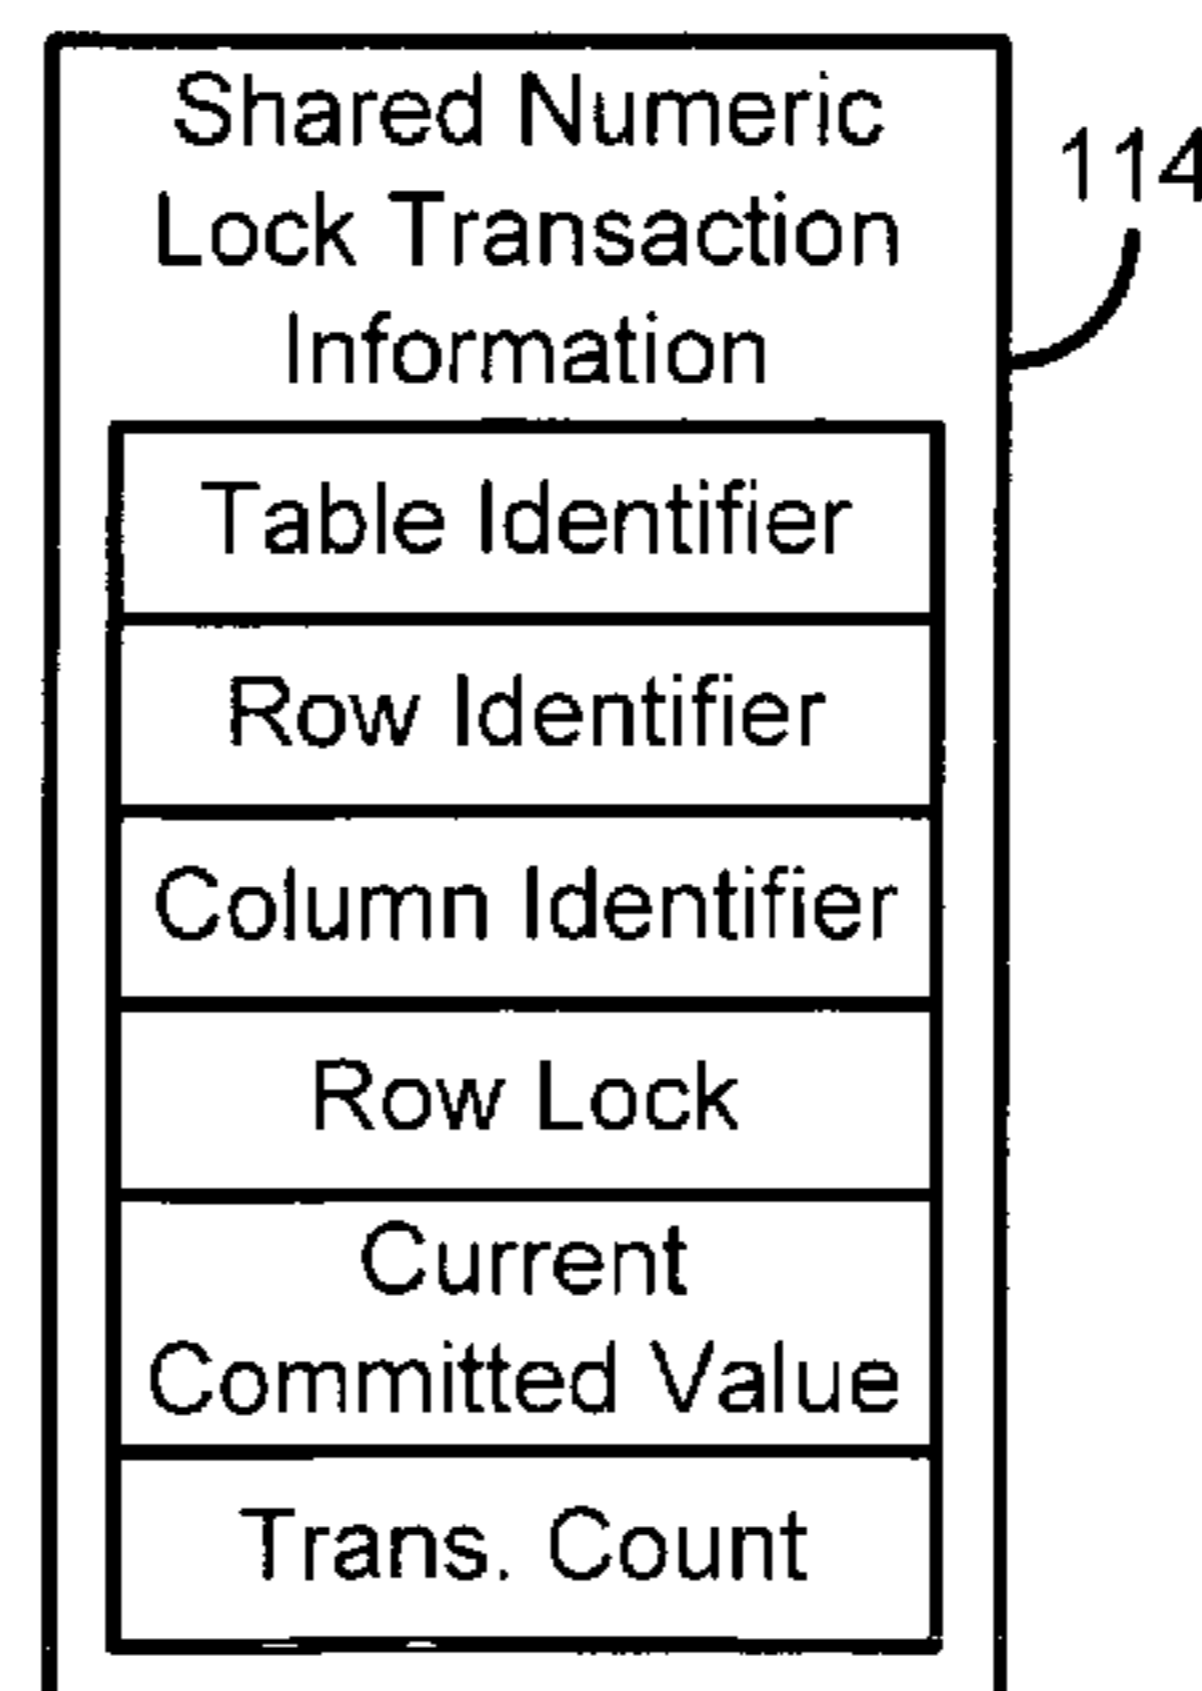 Shared Numeric
Lock Transaction
Information
114
Table Identifier
Row Identifier
Column Identifier
Row Lock
Current
Committed Value
Trans. Count